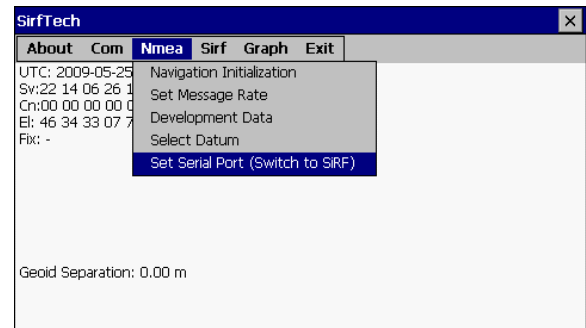 SirfTech
About Com Nmea Sirf Graph Exit
UTC: 2009-05-25
Navigation Initialization
Sv:22 14 06 26 1
Set Message Rate
Cn:00 00 00 00 0
Development Data
El: 46 34 33 07 7
Select Datum
Fix: -
Set Serial Port (Switch to SiRF)
Geoid Separation: 0.00 m